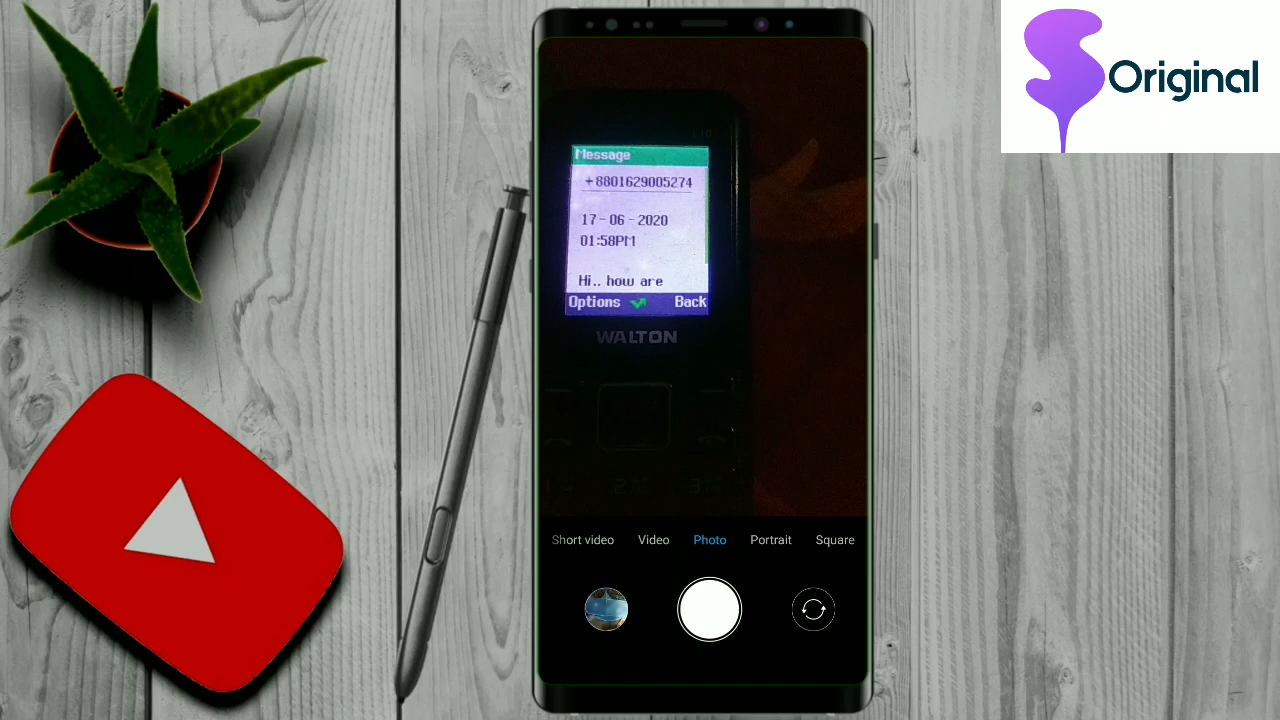 Original
Message
+8801629005274
17-06-2020
01:58PM
Hi.. how are
Options
Back
WALTON
Short video
Video
Photo
Portrait
Square